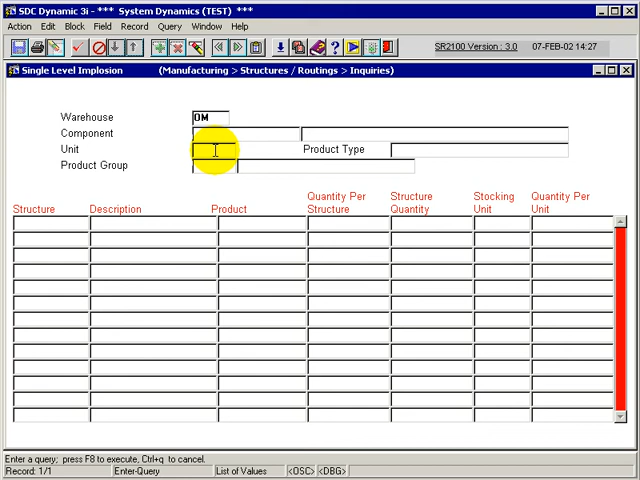 SDC Dynamic 3i - *** System Dynamics (TEST) ***
Action Edit Block Field Record Query Window Help
SR2100 Version : 3.0 07-FEB-02 14:27
Single Level Implosion (Manufacturing > Structures / Routings > Inquiries)
Warehouse OM
Component
Unit Product Type
Product Group
Structure Description Product Quantity Per Structure Structure Quantity Stocking Unit Quantity Per Unit
Enter a query; press F8 to execute, Ctrl+q to cancel.
Record: 1/1 Enter-Query List of Values <OSC> <DBG>